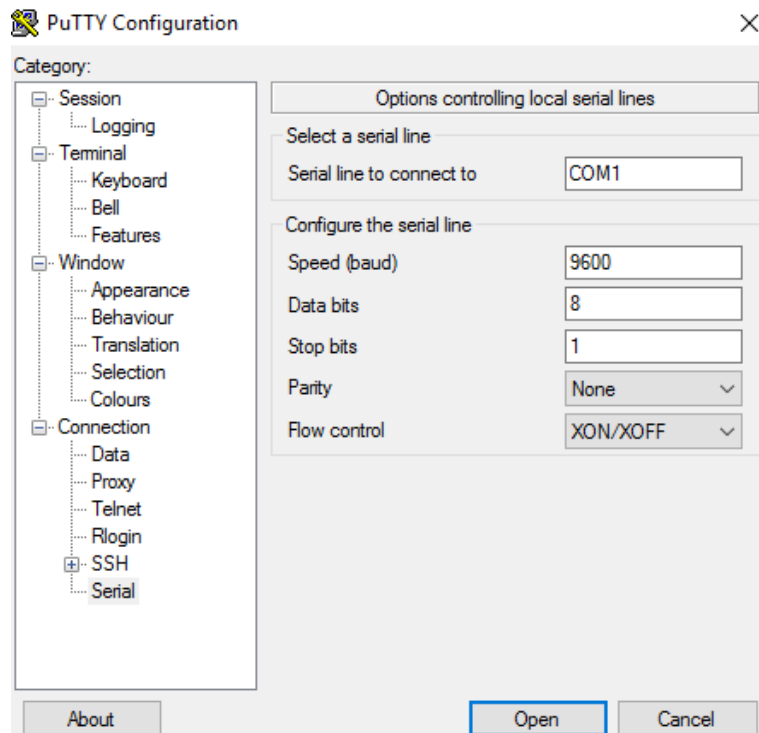 PuTTY Configuration
Category:
Session
Logging
Terminal
Keyboard
Bell
Features
Window
Appearance
Behaviour
Translation
Selection
Colours
Connection
Data
Proxy
Telnet
Rlogin
SSH
Serial
Options controlling local serial lines
Select a serial line
Serial line to connect to COM1
Configure the serial line
Speed (baud) 9600
Data bits 8
Stop bits 1
Parity None
Flow control XON/XOFF
About Open Cancel